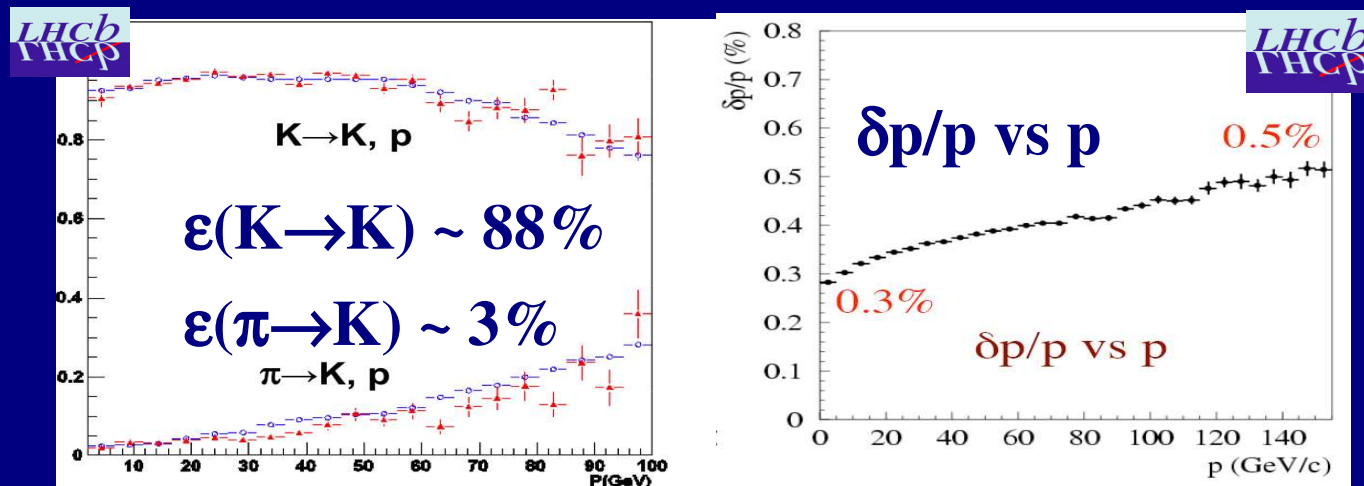 LHCb
LHCb
K→K, p
ε(K→K) ~ 88%
ε(π→K) ~ 3%
π→K, p
0.8
0.6
0.4
0.2
0
10 20 30 40 50 60 70 80 90 100
P(GeV)
LHCb
LHCb
δp/p (%)
δp/p vs p
0.5%
0.3%
δp/p vs p
0.8
0.7
0.6
0.5
0.4
0.3
0.2
0.1
0
0 20 40 60 80 100 120 140
p (GeV/c)